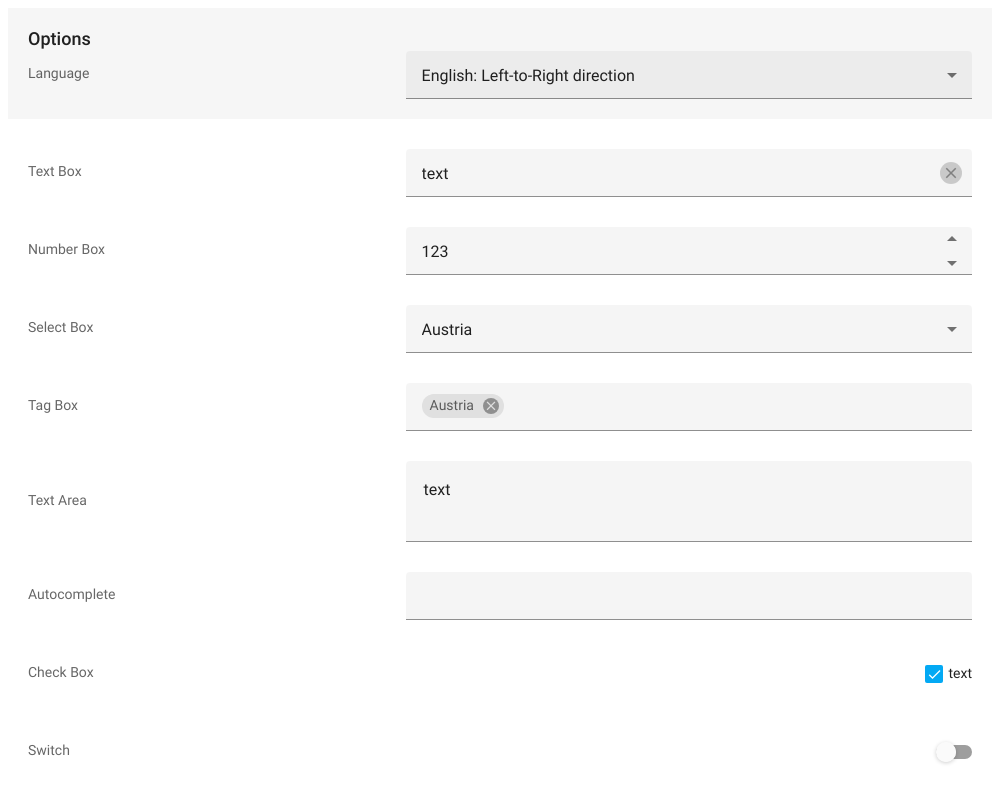 Options
Language
English: Left-to-Right direction
Text Box
text
Number Box
123
Select Box
Austria
Tag Box
Austria
Text Area
text
Autocomplete
Check Box
text
Switch